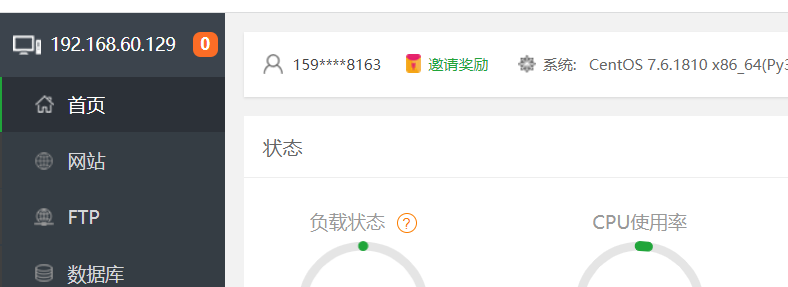 192.168.60.129 0
159****8163 邀请奖励 系统: CentOS 7.6.1810 x86_64(Py3
首页
状态
网站
FTP
负载状态 ? CPU使用率
数据库